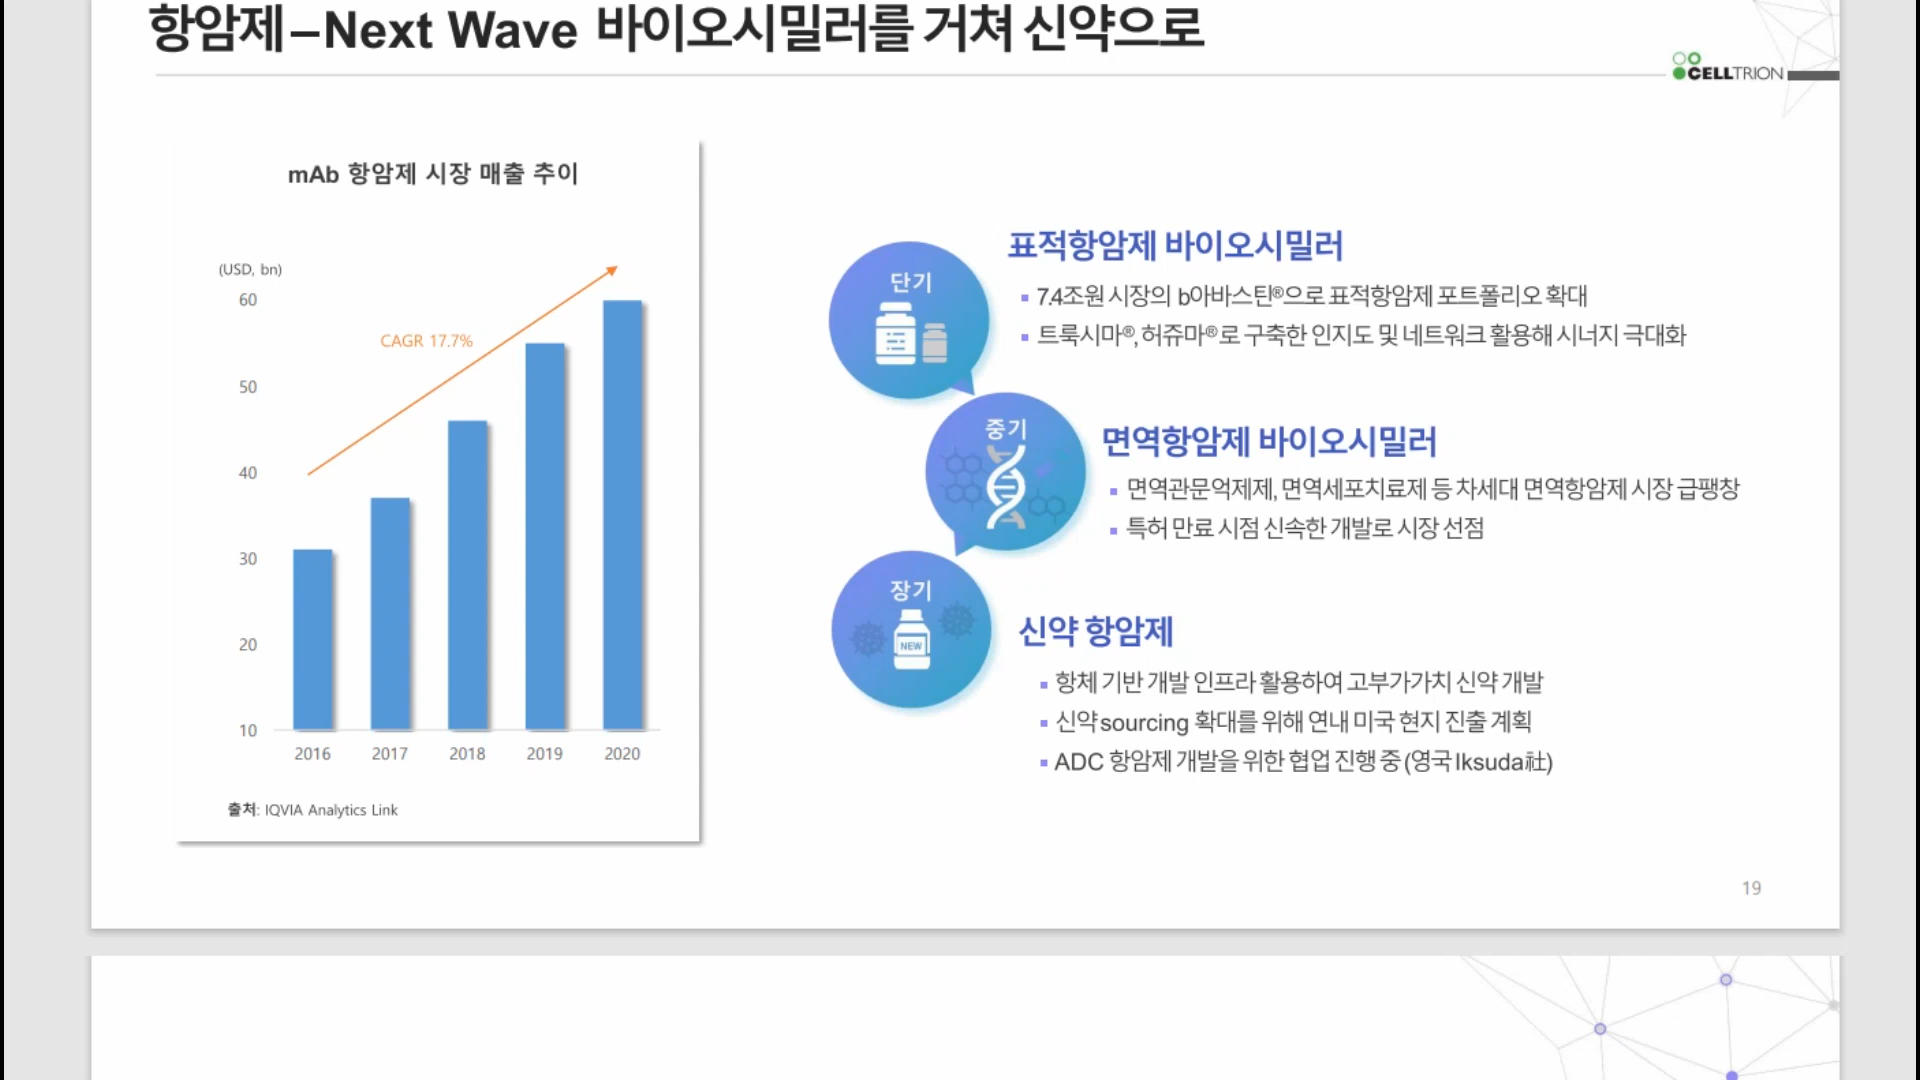 항암제–Next Wave 바이오시밀러를 거쳐 신약으로
CELLTRION
mAb 항암제 시장 매출 추이
(USD, bn)
60
50
40
30
20
10
CAGR 17.7%
2016 2017 2018 2019 2020
출처: IQVIA Analytics Link
단기
표적항암제 바이오시밀러
7.4조원 시장의 b아바스틴®으로 표적항암제 포트폴리오 확대
트룩시마®, 허쥬마®로 구축한 인지도 및 네트워크 활용해 시너지 극대화
중기
면역항암제 바이오시밀러
면역관문억제제, 면역세포치료제 등 차세대 면역항암제 시장 급팽창
특허 만료 시점 신속한 개발로 시장 선점
장기
NEW
신약 항암제
항체 기반 개발 인프라 활용하여 고부가가치 신약 개발
신약 sourcing 확대를 위해 연내 미국 현지 진출 계획
ADC 항암제 개발을 위한 협업 진행 중 (영국 Iksuda社)
19